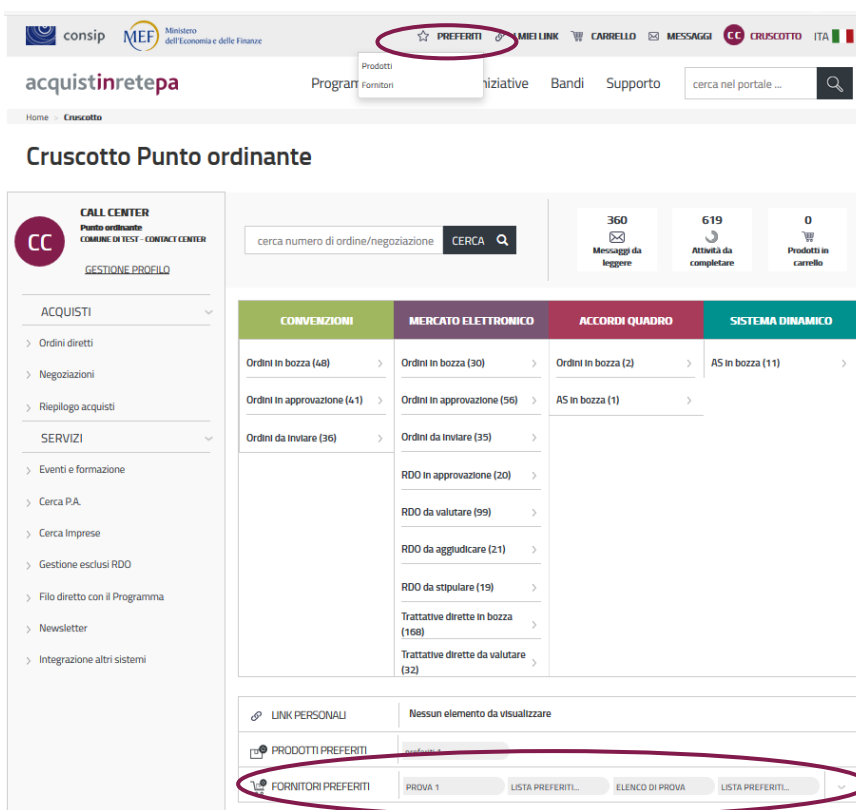 consip MEF Ministero
dell'Economia e delle Finanze
PREFERITI I MIEI LINK CARRELLO MESSAGGI CC CRUSCOTTO ITA
Prodotti
Fornitori
acquistinretepa
Bandi Supporto cerca nel portale ...
Home > Cruscotto
Cruscotto Punto ordinante
CALL CENTER
Punto ordinante
COMUNE DI TEST - CONTACT CENTER
CC
GESTIONE PROFILO
ACQUISTI
Ordini diretti
Negoziazioni
Riepilogo acquisti
SERVIZI
Eventi e formazione
Cerca P.A.
Cerca Imprese
Gestione esclusi RDO
Filo diretto con il Programma
Newsletter
Integrazione altri sistemi
cerca numero di ordine/negoziazione CERCA
360
Messaggi da
leggere
619
Attività da
completare
0
Prodotti in
carrello
CONVENZIONI
Ordini in bozza (48)
Ordini in approvazione (41)
Ordini da inviare (36)
MERCATO ELETTRONICO
Ordini in bozza (30)
Ordini in approvazione (56)
Ordini da inviare (35)
RDO in approvazione (20)
RDO da valutare (99)
RDO da aggiudicare (21)
RDO da stipulare (19)
Trattative dirette in bozza
(168)
Trattative dirette da valutare
(32)
ACCORDI QUADRO
Ordini in bozza (2)
AS in bozza (1)
SISTEMA DINAMICO
AS in bozza (11)
LINK PERSONALI Nessun elemento da visualizzare
PRODOTTI PREFERITI
FORNITORI PREFERITI PROVA 1 LISTA PREFERITI... ELENCO DI PROVA LISTA PREFERITI...